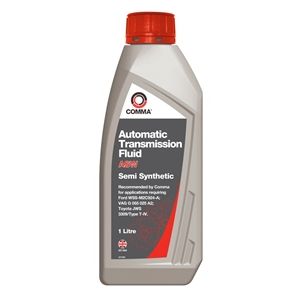 COMMA
Automatic
Transmission
Fluid
ASW
Semi Synthetic
Recommended by Comma
for applications requiring
Ford WSS-M2C924-A;
VAG G 055 025 A2;
Toyota JWS
3309/Type T-IV.
1 Litre